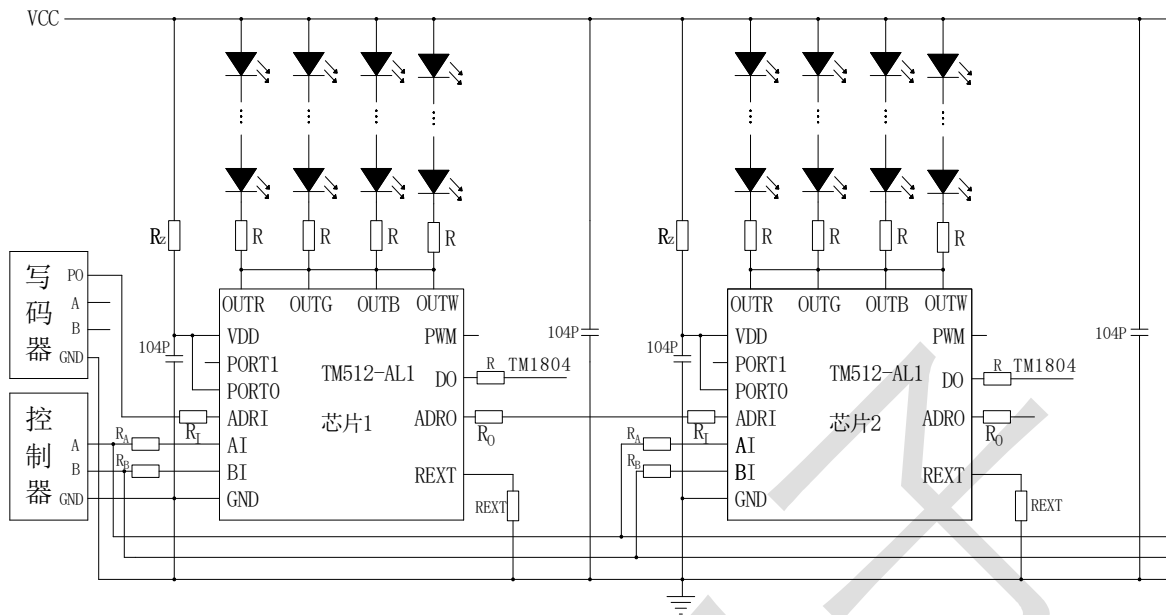 VCC
Rz R R R R Rz R R R R
写码器
PO
A
B
GND
控制器
A
B
GND
OUTR OUTG OUTB OUTW
VDD
PORT1
PORT0
ADRI
AI
BI
GND
PWM
DO
ADRO
REXT
TM512-AL1
芯片1
104P
104P
R TM1804
RI
RA
RB
RO
REXT
OUTR OUTG OUTB OUTW
VDD
PORT1
PORT0
ADRI
AI
BI
GND
PWM
DO
ADRO
REXT
TM512-AL1
芯片2
104P
104P
R TM1804
RI
RA
RB
RO
REXT